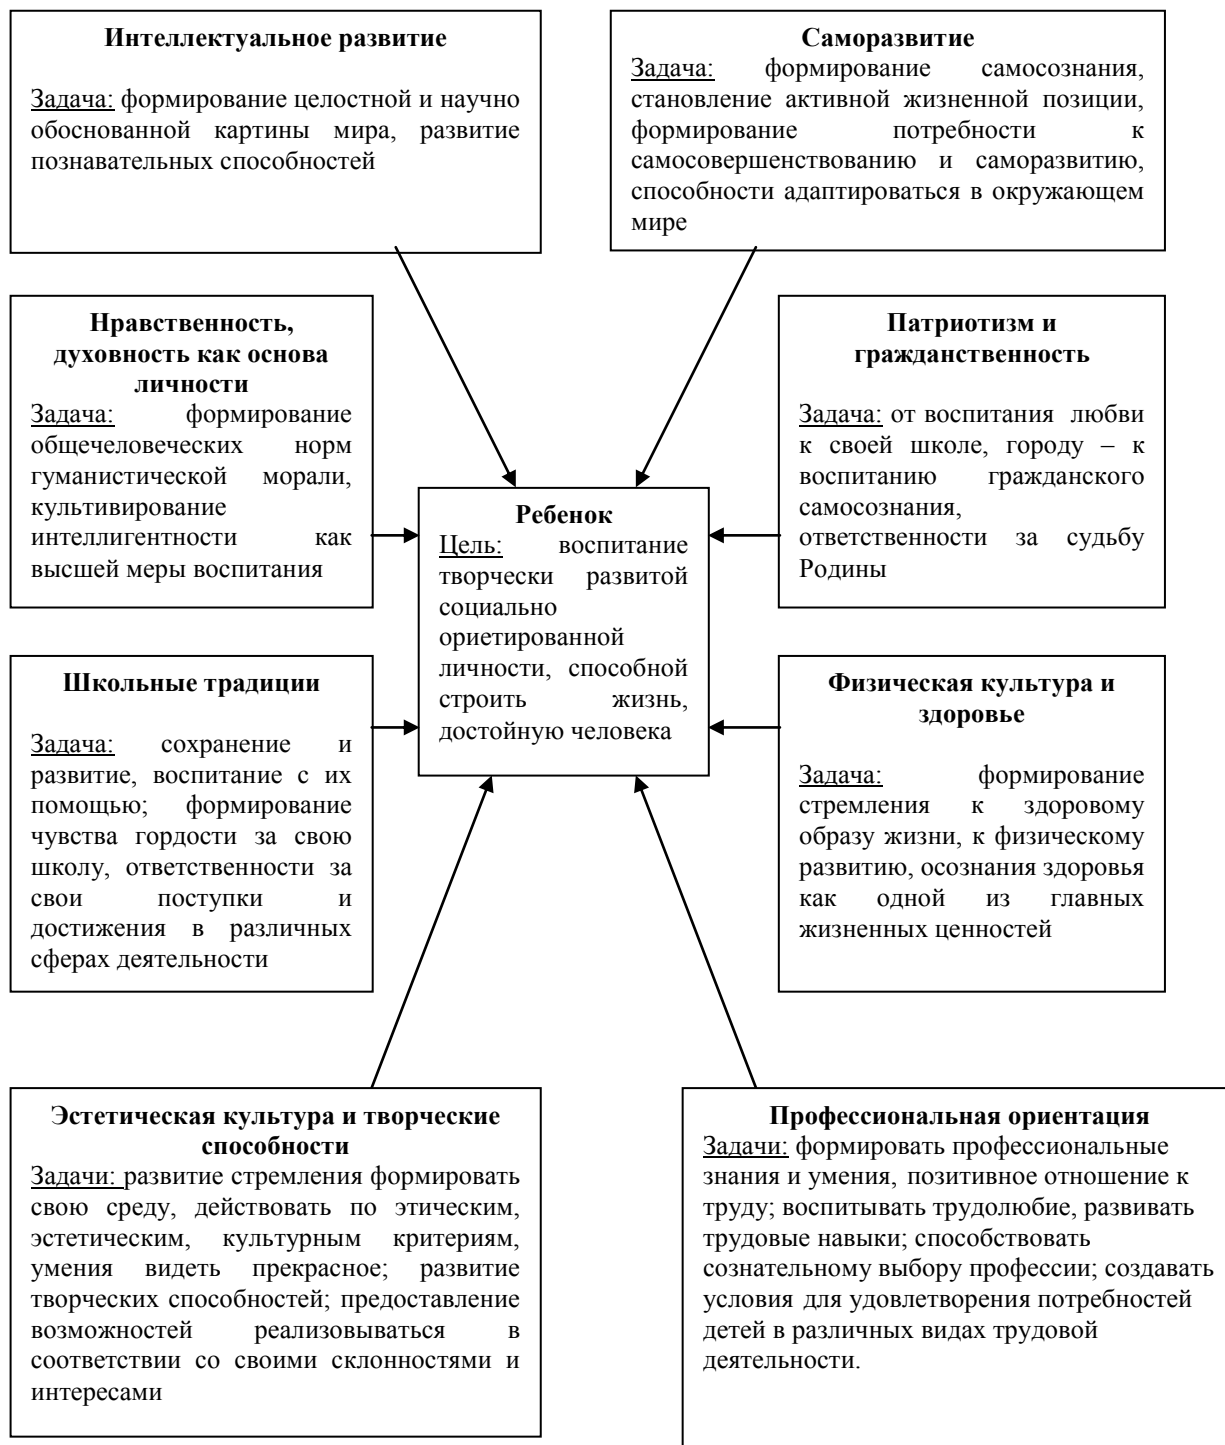 Интеллектуальное развитие
Задача: формирование целостной и научно
обоснованной картины мира, развитие
познавательных способностей
Саморазвитие
Задача: формирование самосознания,
становление активной жизненной позиции,
формирование потребности к
самосовершенствованию и саморазвитию,
способности адаптироваться в окружающем
мире
Нравственность,
духовность как основа
личности
Задача: формирование
общечеловеческих норм
гуманистической морали,
культивирование
интеллигентности как
высшей меры воспитания
Патриотизм и
гражданственность
Задача: от воспитания любви
к своей школе, городу – к
воспитанию гражданского
самосознания,
ответственности за судьбу
Родины
Ребенок
Цель: воспитание
творчески развитой
социально
ориетированной
личности, способной
строить жизнь,
достойную человека
Школьные традиции
Задача: сохранение и
развитие, воспитание с их
помощью; формирование
чувства гордости за свою
школу, ответственности за
свои поступки и
достижения в различных
сферах деятельности
Физическая культура и
здоровье
Задача: формирование
стремления к здоровому
образу жизни, к физическому
развитию, осознания здоровья
как одной из главных
жизненных ценностей
Эстетическая культура и творческие
способности
Задачи: развитие стремления формировать
свою среду, действовать по этическим,
эстетическим, культурным критериям,
умения видеть прекрасное; развитие
творческих способностей; предоставление
возможностей реализовываться в
соответствии со своими склонностями и
интересами
Профессиональная ориентация
Задачи: формировать профессиональные
знания и умения, позитивное отношение к
труду; воспитывать трудолюбие, развивать
трудовые навыки; способствовать
сознательному выбору профессии; создавать
условия для удовлетворения потребностей
детей в различных видах трудовой
деятельности.